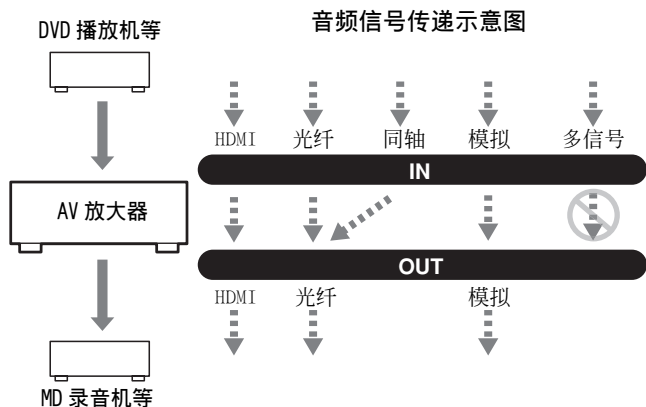 音频信号传递示意图
DVD 播放机等
HDMI 光纤 同轴 模拟 多信号
IN
AV 放大器
OUT
HDMI 光纤 模拟
MD 录音机等